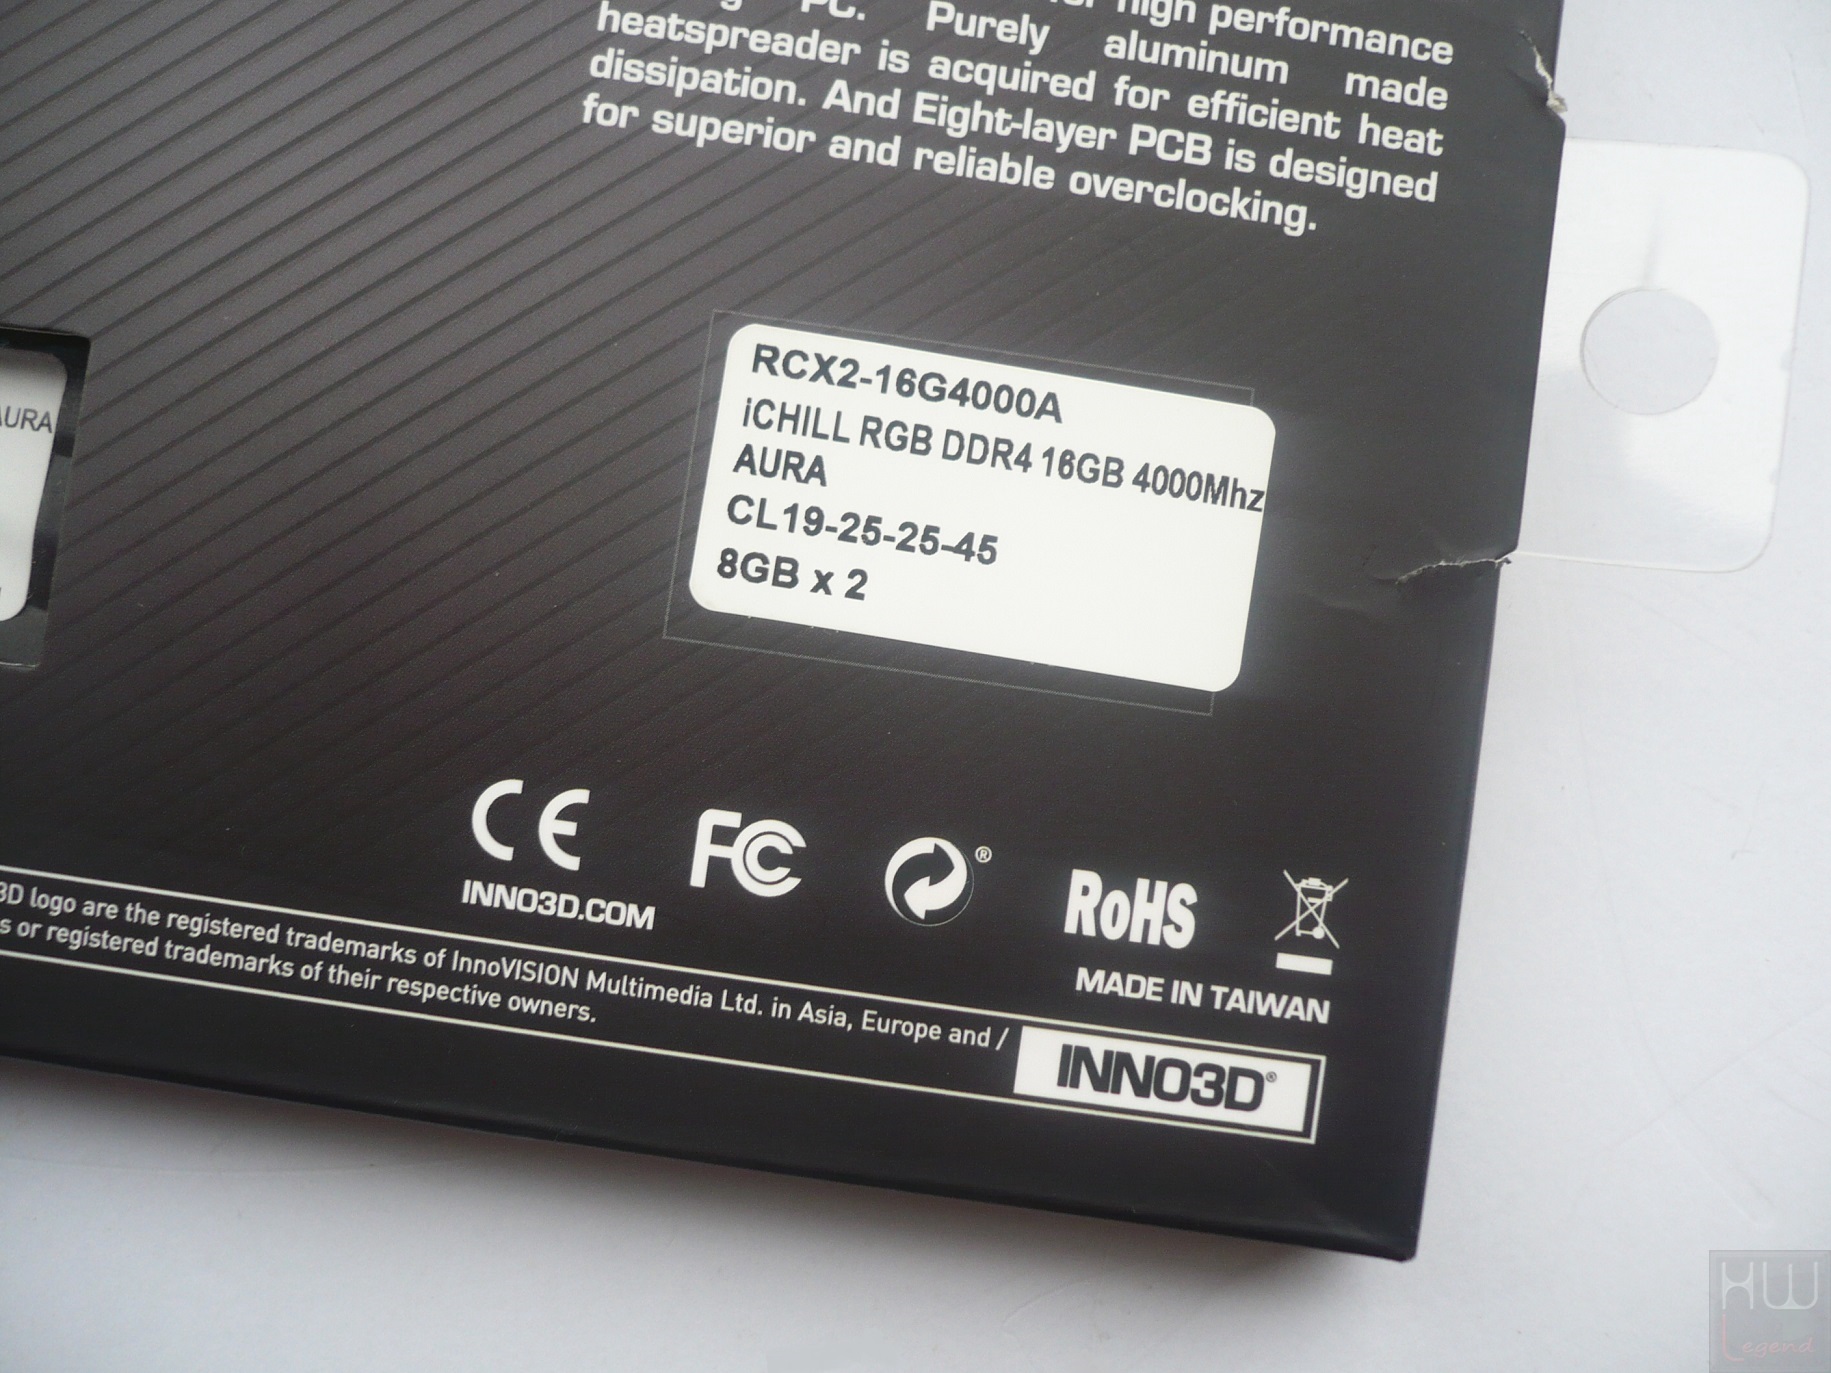 high performance
PC. Purely aluminum made
heatspreader is acquired for efficient heat
dissipation. And Eight-layer PCB is designed
for superior and reliable overclocking.
AURA
RCX2-16G4000A
iCHILL RGB DDR4 16GB 4000Mhz
AURA
CL19-25-25-45
8GB x 2
CE
FC
®
RoHS
INNO3D.COM
MADE IN TAIWAN
3D logo are the registered trademarks of InnoVISION Multimedia Ltd. in Asia, Europe and /
s or registered trademarks of their respective owners.
INNO3D®
HW
Legend